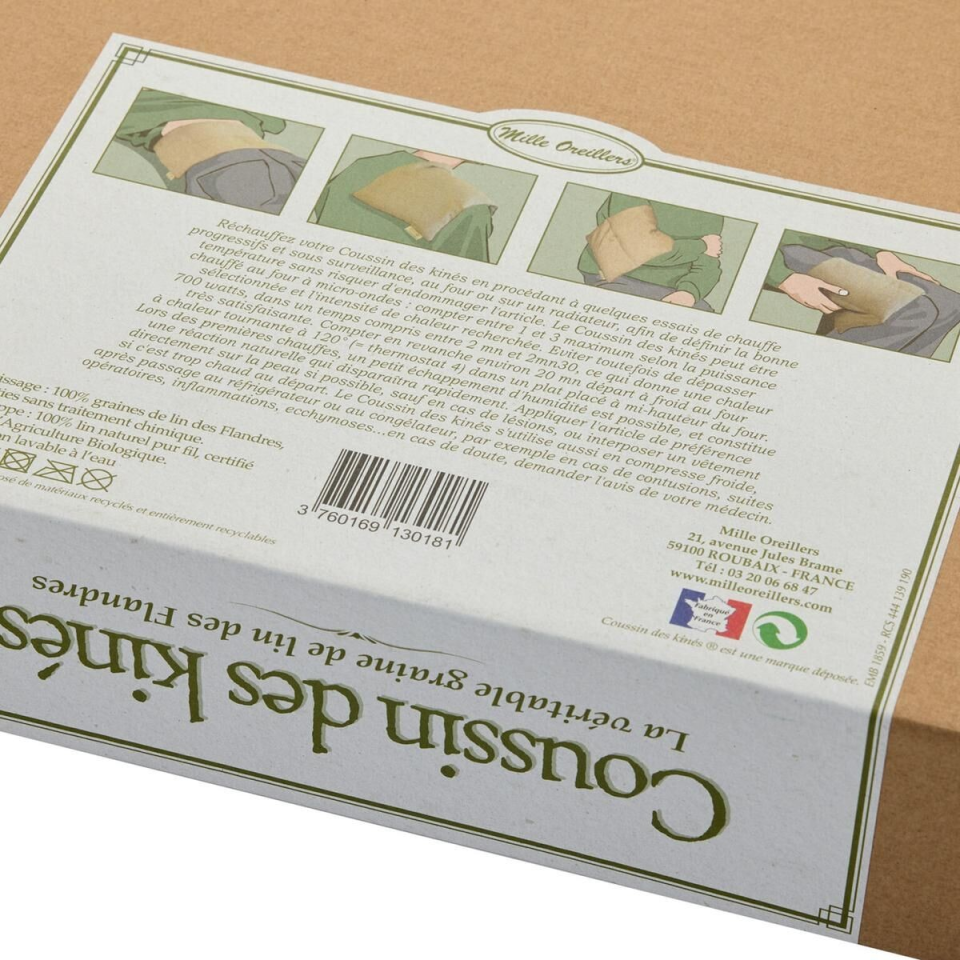 Mille Oreillers
Réchauffez votre Coussin des kinés en procédant à quelques essais de chauffe
progressifs et sous surveillance, au four ou sur un radiateur, afin de définir la bonne
température sans risquer d'endommager l'article. Le Coussin des kinés peut être
chauffé au four à micro-ondes : compter entre 1 et 3 maximum selon la puissance
sélectionnée et l'intensité de chaleur recherchée. Eviter toutefois de dépasser
700 watts, dans un temps compris entre 2 mn et 2mn30, ce qui donne une chaleur
très satisfaisante. Compter en revanche environ 20 mn départ à froid au four
à chaleur tournante à 120° (= thermostat 4) dans un plat placé à mi-hauteur du four.
Lors des premières chauffes, un petit échappement d'humidité est possible, et constitue
une réaction naturelle qui disparaîtra rapidement. Appliquer l'article de préférence
directement sur la peau si possible, sauf en cas de lésions, ou interposer un vêtement
si c'est trop chaud au départ. Le Coussin des kinés s'utilise aussi en compresse froide,
après passage au réfrigérateur ou au congélateur, par exemple en cas de contusions, suites
opératoires, inflammations, ecchymoses...en cas de doute, demander l'avis de votre médecin.
issage : 100% graines de lin des Flandres,
ies sans traitement chimique.
ppe : 100% lin naturel pur fil, certifié
Agriculture Biologique.
n lavable à l'eau
osé de matériaux recyclés et entièrement recyclables
3 760169 130181
Mille Oreillers
21, avenue Jules Brame
59100 ROUBAIX - FRANCE
Tél : 03 20 06 68 47
www.milleoreillers.com
Fabriqué
en
France
Coussin des kinés ® est une marque déposée.
EMB 1859 - RCS 444 139 190
Coussin des kinés
La véritable graine de lin des Flandres